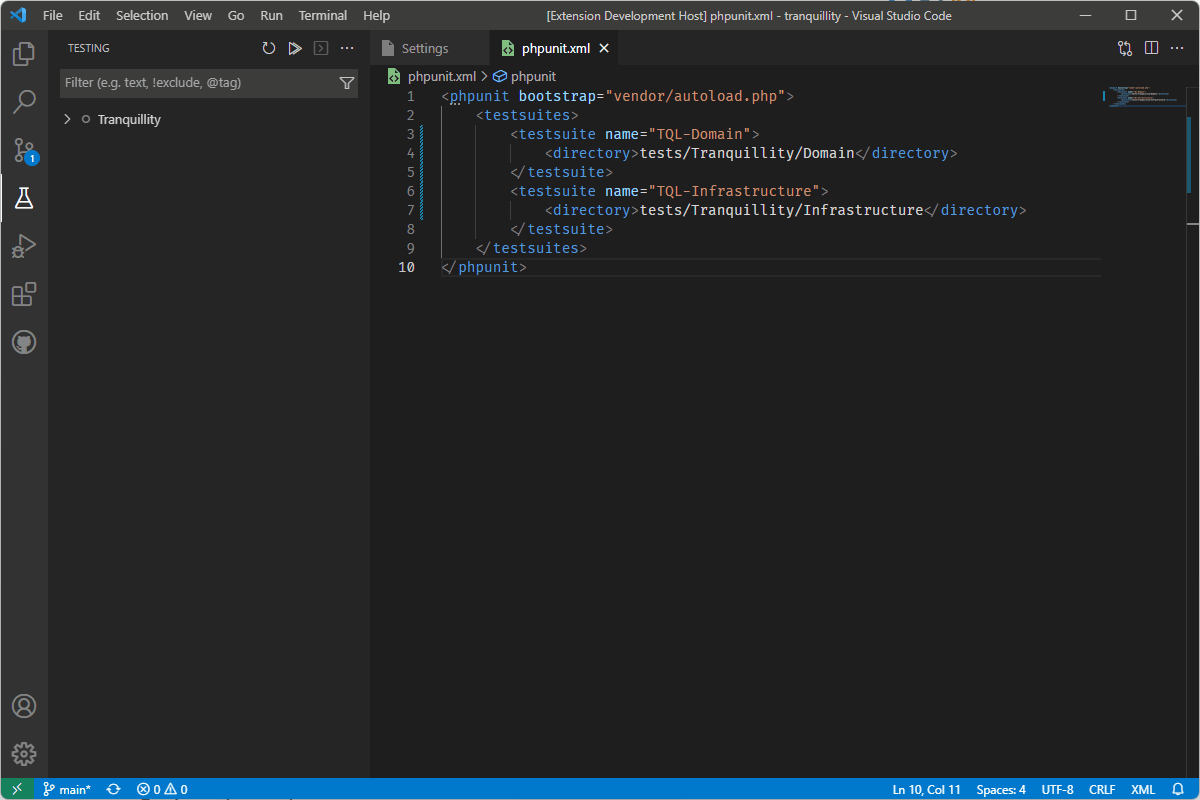 File Edit Selection View Go Run Terminal Help [Extension Development Host] phpunit.xml - tranquillity - Visual Studio Code
TESTING
Filter (e.g. text, !exclude, @tag)
Tranquillity
1
Settings phpunit.xml
phpunit.xml > phpunit
1 <phpunit bootstrap="vendor/autoload.php">
2 <testsuites>
3 <testsuite name="TQL-Domain">
4 <directory>tests/Tranquillity/Domain</directory>
5 </testsuite>
6 <testsuite name="TQL-Infrastructure">
7 <directory>tests/Tranquillity/Infrastructure</directory>
8 </testsuite>
9 </testsuites>
10 </phpunit>
main* 0 0 Ln 10, Col 11 Spaces: 4 UTF-8 CRLF XML